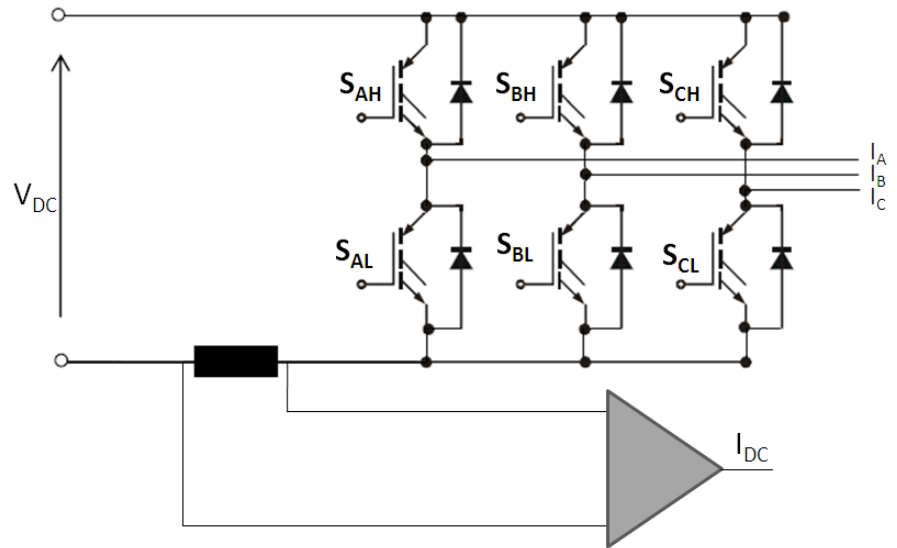 S_AH
S_BH
S_CH
I_A
I_B
I_C
V_DC
S_AL
S_BL
S_CL
I_DC